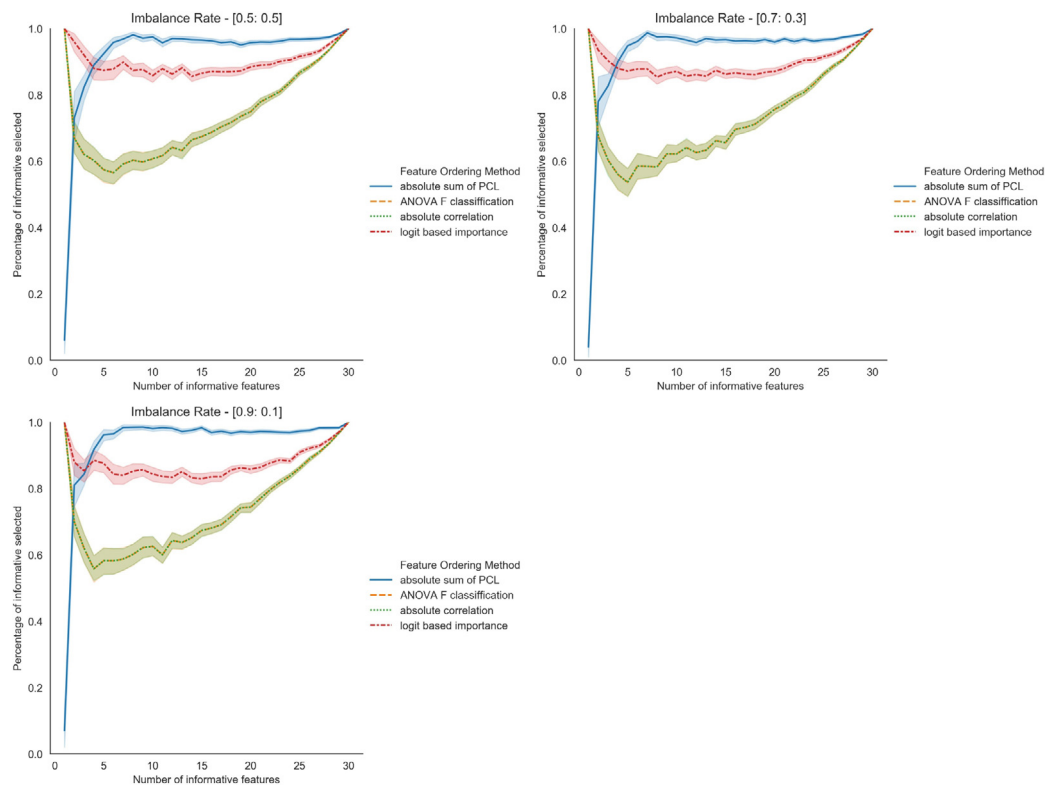 Imbalance Rate - [0.5: 0.5]
1.0
0.8
0.6
0.4
0.2
0.0
Percentage of informative selected
0 5 10 15 20 25 30
Number of informative features
Feature Ordering Method
absolute sum of PCL
ANOVA F classiffication
absolute correlation
logit based importance
Imbalance Rate - [0.7: 0.3]
1.0
0.8
0.6
0.4
0.2
0.0
Percentage of informative selected
0 5 10 15 20 25 30
Number of informative features
Feature Ordering Method
absolute sum of PCL
ANOVA F classiffication
absolute correlation
logit based importance
Imbalance Rate - [0.9: 0.1]
1.0
0.8
0.6
0.4
0.2
0.0
Percentage of informative selected
0 5 10 15 20 25 30
Number of informative features
Feature Ordering Method
absolute sum of PCL
ANOVA F classiffication
absolute correlation
logit based importance